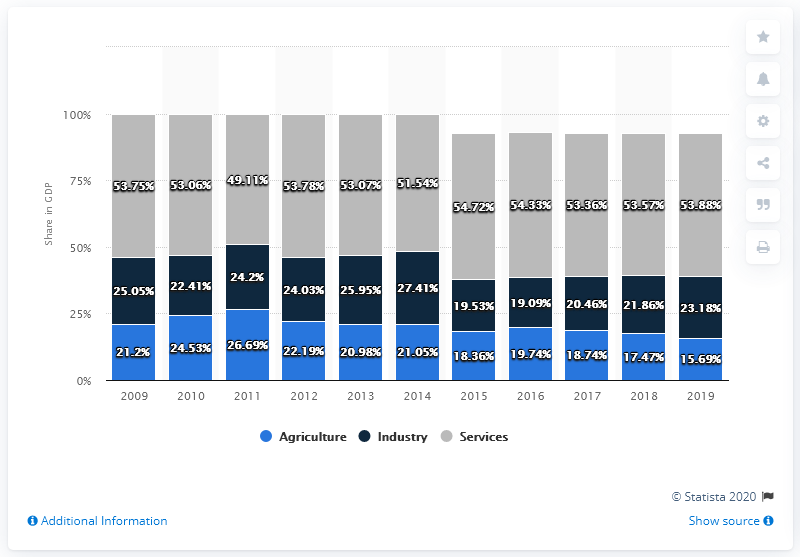 Share in GDP
100%
75%
50%
25%
0%
53.75% 53.06% 49.11% 53.78% 53.07% 51.54% 54.72% 54.33% 53.36% 53.57% 53.88%
25.05% 22.41% 24.2% 24.03% 25.95% 27.41% 19.53% 19.09% 20.46% 21.86% 23.18%
21.2% 24.53% 26.69% 22.19% 20.98% 21.05% 18.36% 19.74% 18.74% 17.47% 15.69%
2009 2010 2011 2012 2013 2014 2015 2016 2017 2018 2019
Agriculture Industry Services
© Statista 2020
Additional Information Show source